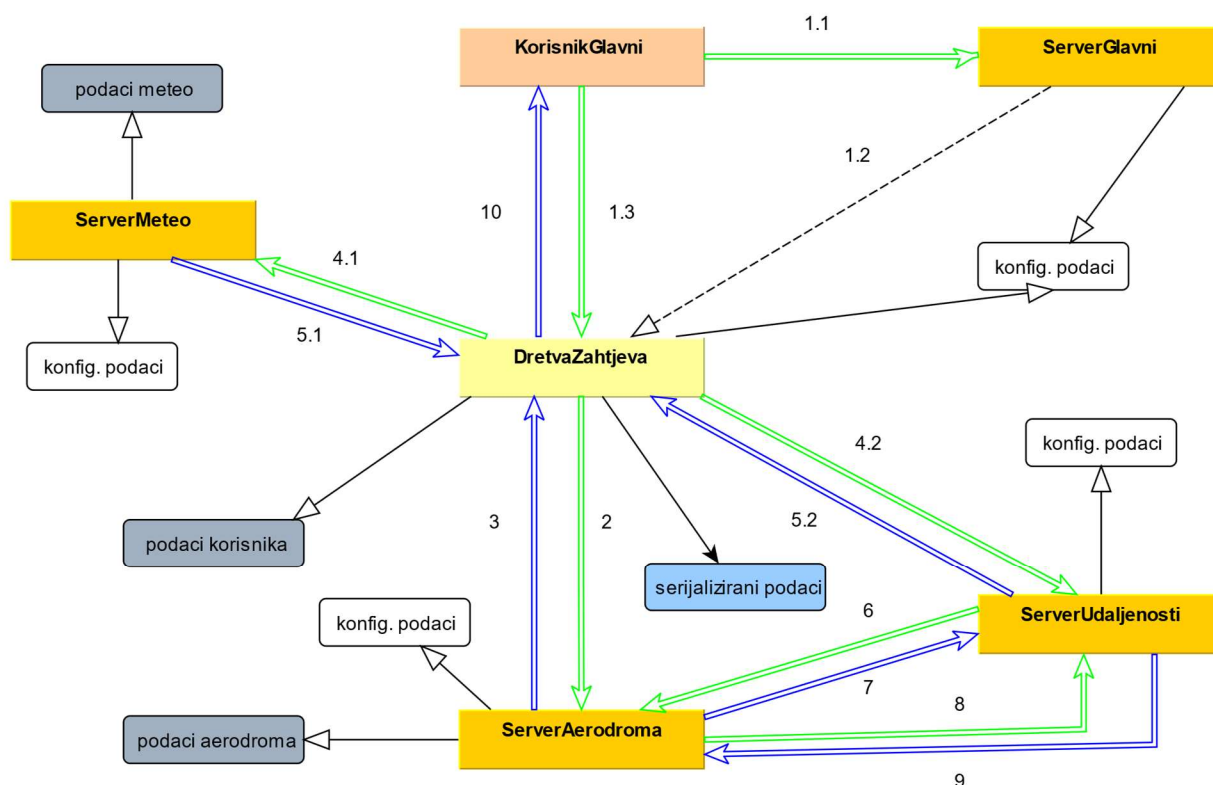 1.1
KorisnikGlavni
ServerGlavni
podaci meteo
1.2
ServerMeteo
10
1.3
4.1
konfig. podaci
5.1
DretvaZahtjeva
konfig. podaci
4.2
konfig. podaci
3
2
5.2
podaci korisnika
serijalizirani podaci
6
ServerUdaljenosti
konfig. podaci
7
8
podaci aerodroma
ServerAerodroma
9